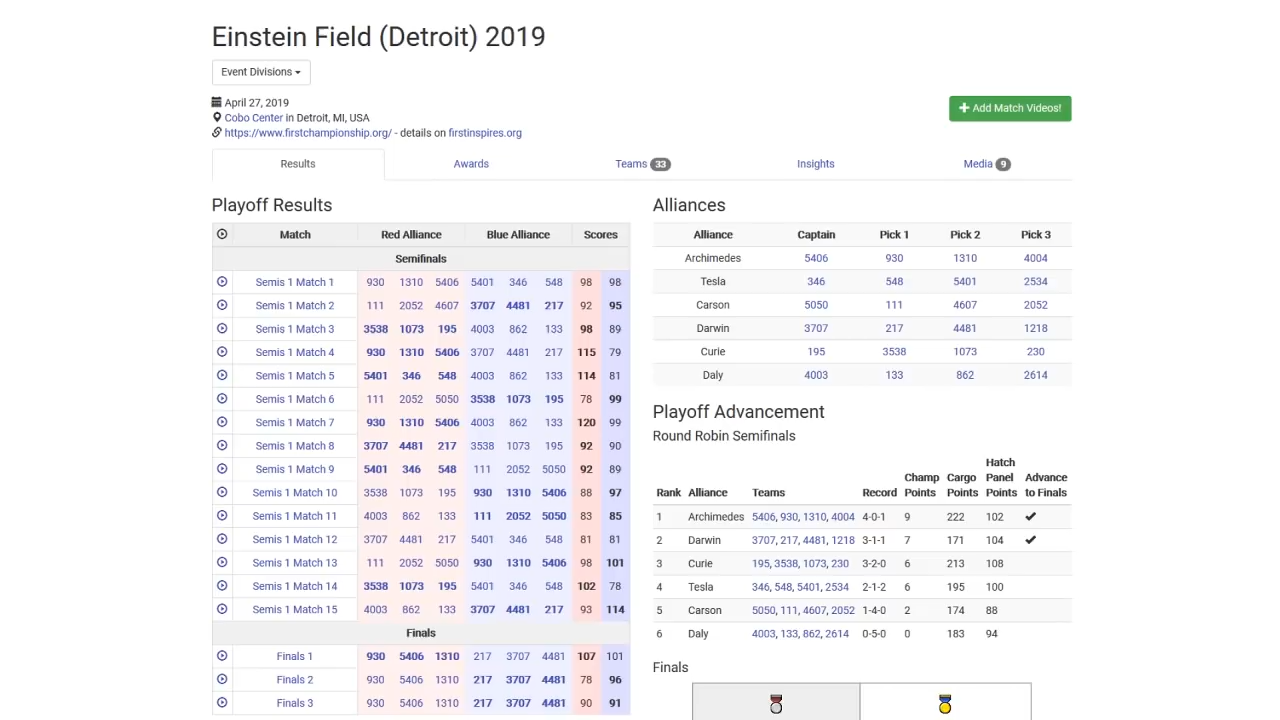 Einstein Field (Detroit) 2019
Event Divisions
April 27, 2019
Cobo Center in Detroit, MI, USA
https://www.firstchampionship.org/ - details on firstinspires.org
Add Match Videos!
Results Awards Teams 33 Insights Media 9
Playoff Results
Match Red Alliance Blue Alliance Scores
Semifinals
Semis 1 Match 1 930 1310 5406 5401 346 548 98 98
Semis 1 Match 2 111 2052 4607 3707 4481 217 92 95
Semis 1 Match 3 3538 1073 195 4003 862 133 98 89
Semis 1 Match 4 930 1310 5406 3707 4481 217 115 79
Semis 1 Match 5 5401 346 548 4003 862 133 114 81
Semis 1 Match 6 111 2052 5050 3538 1073 195 78 99
Semis 1 Match 7 930 1310 5406 4003 862 133 120 99
Semis 1 Match 8 3707 4481 217 3538 1073 195 92 90
Semis 1 Match 9 5401 346 548 111 2052 5050 92 89
Semis 1 Match 10 3538 1073 195 930 1310 5406 88 97
Semis 1 Match 11 4003 862 133 111 2052 5050 83 85
Semis 1 Match 12 3707 4481 217 5401 346 548 81 81
Semis 1 Match 13 111 2052 5050 930 1310 5406 98 101
Semis 1 Match 14 3538 1073 195 5401 346 548 102 78
Semis 1 Match 15 4003 862 133 3707 4481 217 93 114
Finals
Finals 1 930 5406 1310 217 3707 4481 107 101
Finals 2 930 5406 1310 217 3707 4481 78 96
Finals 3 930 5406 1310 217 3707 4481 90 91
Alliances
Alliance Captain Pick 1 Pick 2 Pick 3
Archimedes 5406 930 1310 4004
Tesla 346 548 5401 2534
Carson 5050 111 4607 2052
Darwin 3707 217 4481 1218
Curie 195 3538 1073 230
Daly 4003 133 862 2614
Playoff Advancement
Round Robin Semifinals
Rank Alliance Teams Record Champ Points Cargo Points Hatch Panel Points Advance to Finals
1 Archimedes 5406, 930, 1310, 4004 4-0-1 9 222 102
2 Darwin 3707, 217, 4481, 1218 3-1-1 7 171 104
3 Curie 195, 3538, 1073, 230 3-2-0 6 213 108
4 Tesla 346, 548, 5401, 2534 2-1-2 6 195 100
5 Carson 5050, 111, 4607, 2052 1-4-0 2 174 88
6 Daly 4003, 133, 862, 2614 0-5-0 0 183 94
Finals